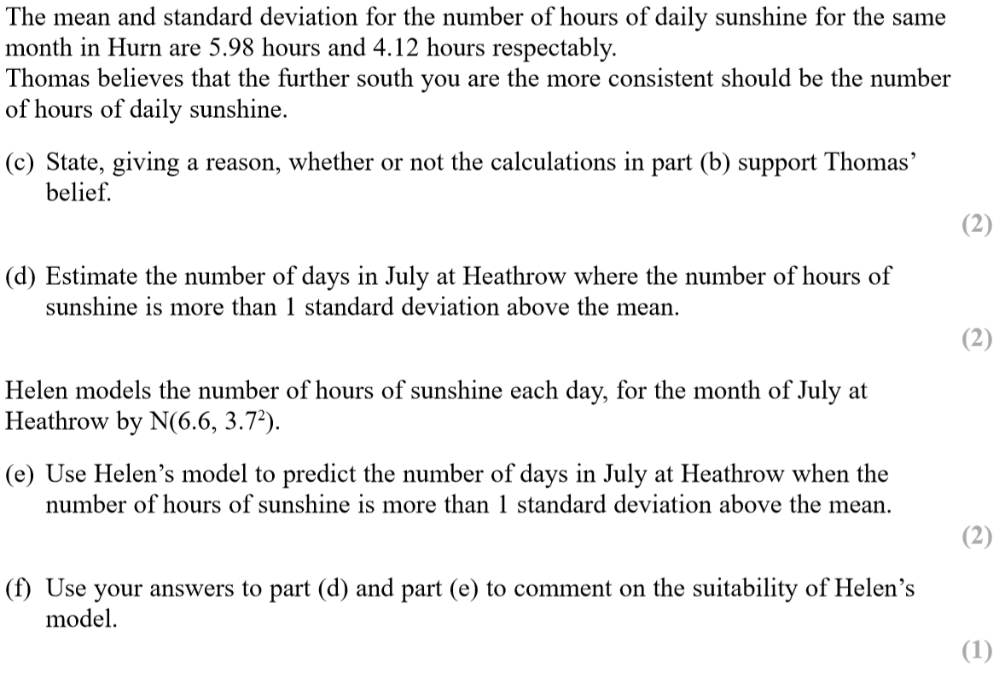 The mean and standard deviation for the number of hours of daily sunshine for the same
month in Hurn are 5.98 hours and 4.12 hours respectably.
Thomas believes that the further south you are the more consistent should be the number
of hours of daily sunshine.
(c) State, giving a reason, whether or not the calculations in part (b) support Thomas’
belief.
(2)
(d) Estimate the number of days in July at Heathrow where the number of hours of
sunshine is more than 1 standard deviation above the mean.
(2)
Helen models the number of hours of sunshine each day, for the month of July at
Heathrow by N(6.6, 3.7²).
(e) Use Helen’s model to predict the number of days in July at Heathrow when the
number of hours of sunshine is more than 1 standard deviation above the mean.
(2)
(f) Use your answers to part (d) and part (e) to comment on the suitability of Helen’s
model.
(1)